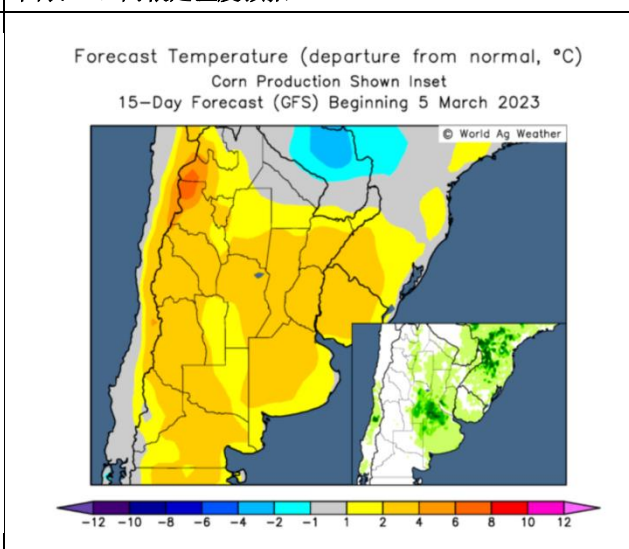 Forecast Temperature (departure from normal, °C)
Corn Production Shown Inset
15-Day Forecast (GFS) Beginning 5 March 2023
© World Ag Weather
-12 -10 -8 -6 -4 -2 -1 1 2 4 6 8 10 12